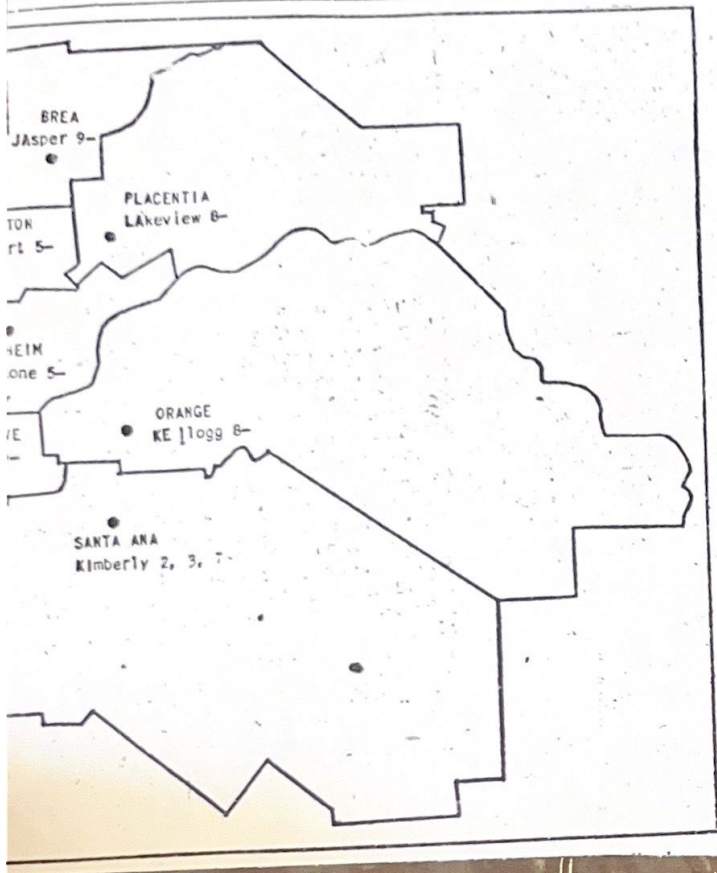 BREA
JAsper 9-
PLACENTIA
LAkeview 8-
TON
rt 5-
HEIM
one 5-
ORANGE
KE llogg 8-
VE
-
SANTA ANA
KImberly 2, 3, 7-